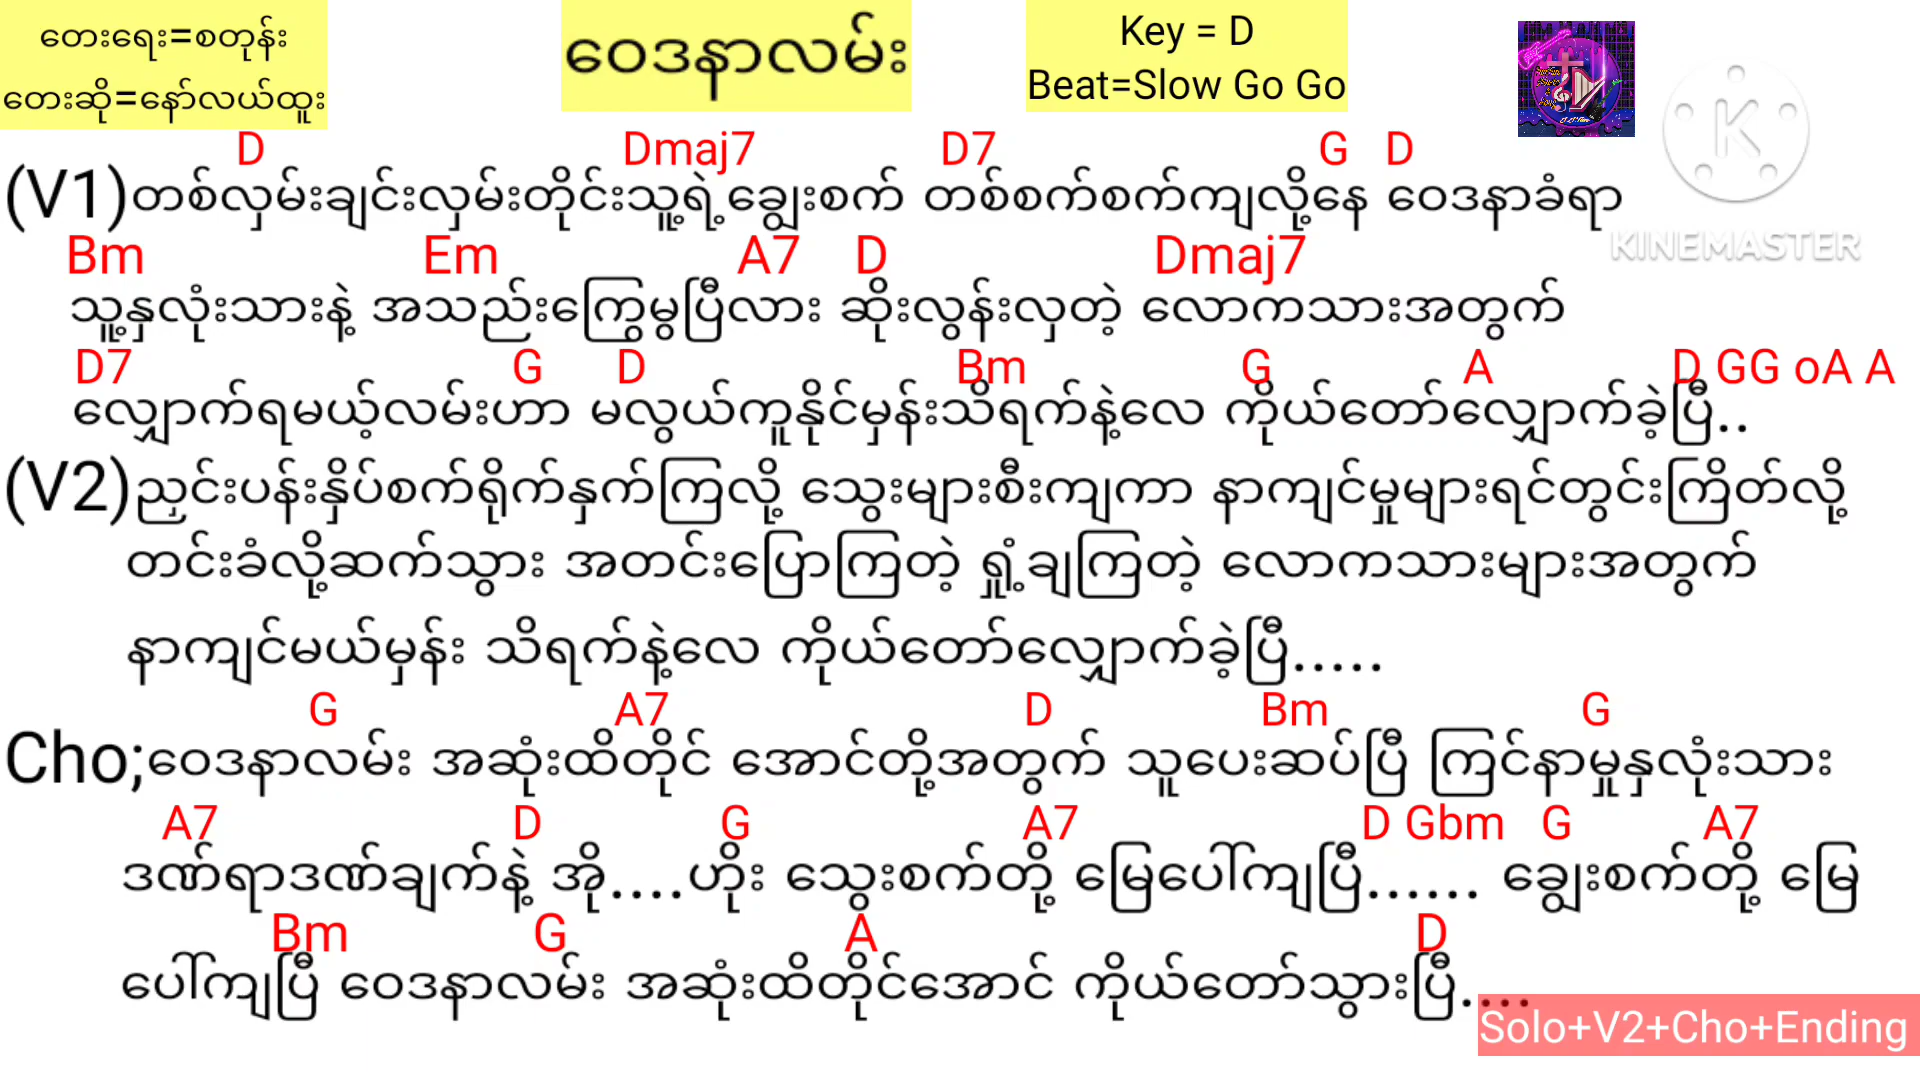 တေးရေး=စတုန်း
တေးဆို=နော်လယ်ထူး
ဝေဒနာလမ်း
Key = D
Beat=Slow Go Go
KINEMASTER
D Dmaj7 D7 G D
(V1)တစ်လှမ်းချင်းလှမ်းတိုင်းသူ့ရဲ့ချွေးစက် တစ်စက်စက်ကျလို့နေ ဝေဒနာခံရာ
Bm Em A7 D Dmaj7
သူ့နှလုံးသားနဲ့ အသည်းကြွေမွပြီလား ဆိုးလွန်းလှတဲ့ လောကသားအတွက်
D7 G D Bm G A D GG oA A
လျှောက်ရမယ့်လမ်းဟာ မလွယ်ကူနိုင်မှန်းသိရက်နဲ့လေ ကိုယ်တော်လျှောက်ခဲ့ပြီ..
(V2)ညှင်းပန်းနှိပ်စက်ရိုက်နှက်ကြလို့ သွေးများစီးကျကာ နာကျင်မှုများရင်တွင်းကြိတ်လို့
တင်းခံလို့ဆက်သွား အတင်းပြောကြတဲ့ ရှုံ့ချကြတဲ့ လောကသားများအတွက်
နာကျင်မယ်မှန်း သိရက်နဲ့လေ ကိုယ်တော်လျှောက်ခဲ့ပြီ.....
G A7 D Bm G
Cho;ဝေဒနာလမ်း အဆုံးထိတိုင် အောင်တို့အတွက် သူပေးဆပ်ပြီ ကြင်နာမှုနှလုံးသား
A7 D G A7 D Gbm G A7
ဒဏ်ရာဒဏ်ချက်နဲ့ အို....ဟိုး သွေးစက်တို့ မြေပေါ်ကျပြီ...... ချွေးစက်တို့ မြေ
Bm G A D
ပေါ်ကျပြီ ဝေဒနာလမ်း အဆုံးထိတိုင်အောင် ကိုယ်တော်သွားပြီ....
Solo+V2+Cho+Ending